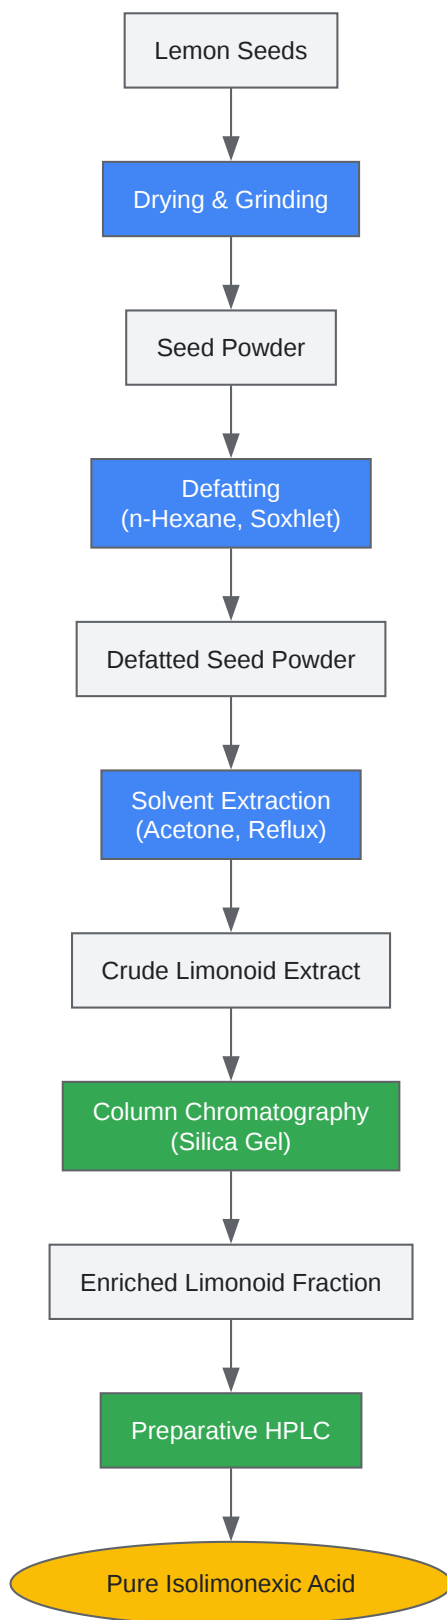 Lemon Seeds
Drying & Grinding
Seed Powder
Defatting
(n-Hexane, Soxhlet)
Defatted Seed Powder
Solvent Extraction
(Acetone, Reflux)
Crude Limonoid Extract
Column Chromatography
(Silica Gel)
Enriched Limonoid Fraction
Preparative HPLC
Pure Isolimonexic Acid